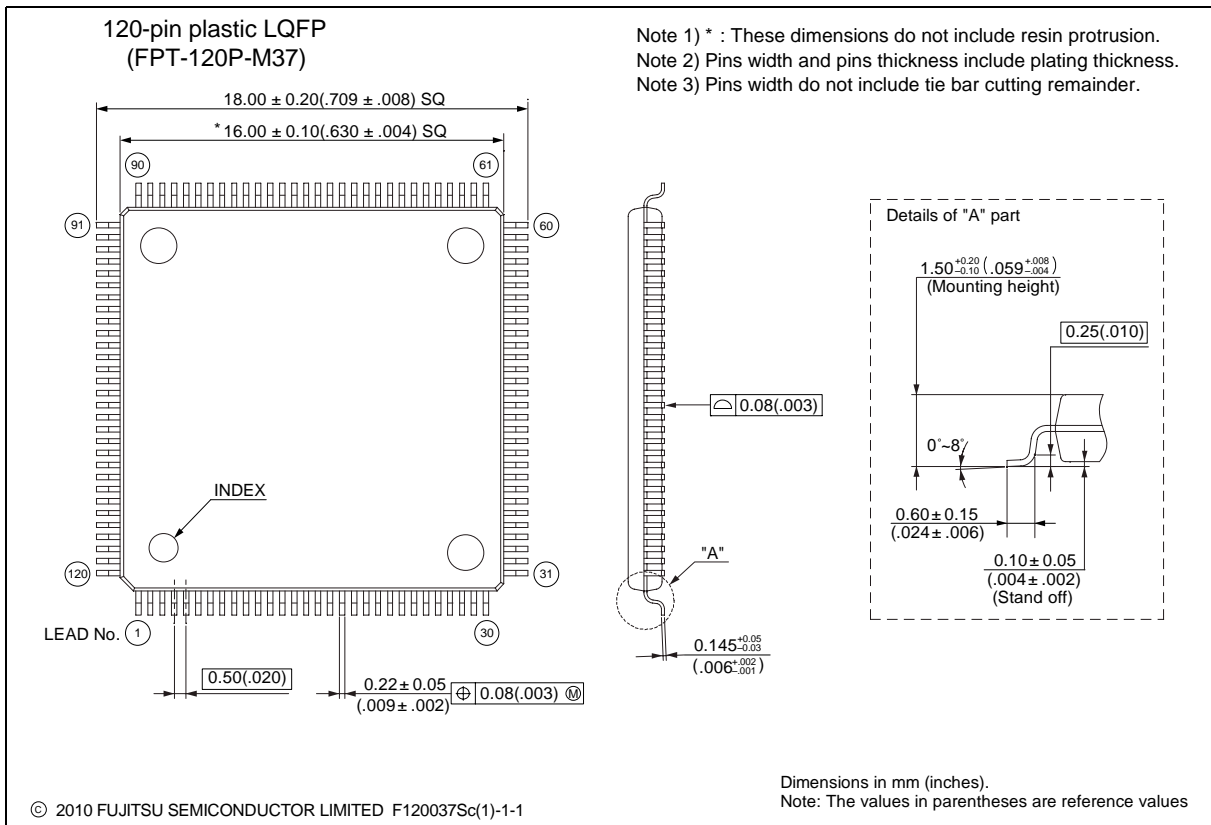 120-pin plastic LQFP
(FPT-120P-M37)
Note 1) * : These dimensions do not include resin protrusion.
Note 2) Pins width and pins thickness include plating thickness.
Note 3) Pins width do not include tie bar cutting remainder.
18.00 ± 0.20(.709 ± .008) SQ
*16.00 ± 0.10(.630 ± .004) SQ
90
61
91
60
INDEX
120
31
LEAD No. 1
30
0.50(.020)
0.22 ± 0.05
(.009 ± .002)
⌖ 0.08(.003) Ⓜ
⌓ 0.08(.003)
"A"
0.145 +0.05 -0.03
(.006 +.002 -.001)
Details of "A" part
1.50 +0.20 -0.10 (.059 +.008 -.004)
(Mounting height)
0.25(.010)
0°~8°
0.60 ± 0.15
(.024 ± .006)
0.10 ± 0.05
(.004 ± .002)
(Stand off)
© 2010 FUJITSU SEMICONDUCTOR LIMITED F120037Sc(1)-1-1
Dimensions in mm (inches).
Note: The values in parentheses are reference values